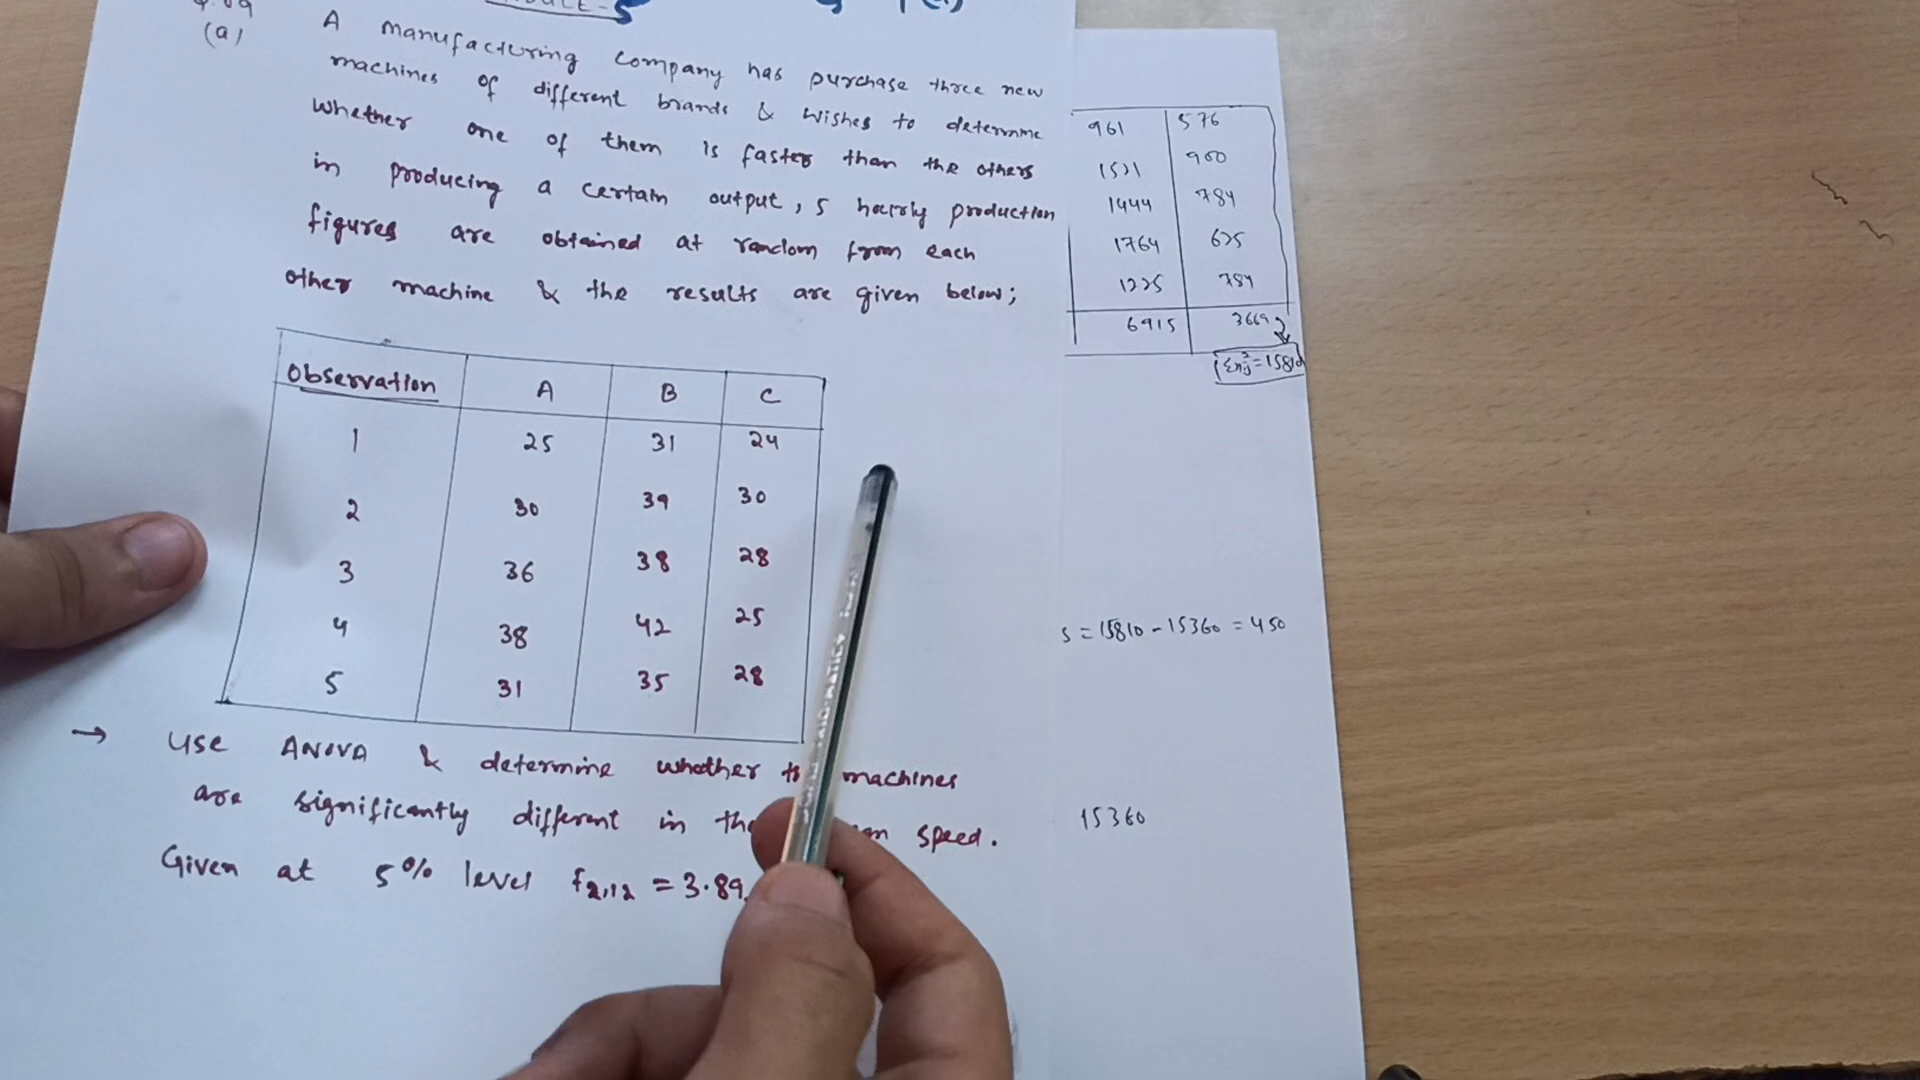 (a)
A manufacturing company has purchase three new
machines of different brands & wishes to determine
whether one of them is faster than the others
in producing a certain output, 5 hourly production
figures are obtained at random from each
other machine & the results are given below;
Observation A B C
1 25 31 24
2 30 39 30
3 36 38 28
4 38 42 25
5 31 35 28
→ Use ANOVA & determine whether machines
are significantly different in speed.
Given at 5% level F2,12 = 3.89
961 576
1521 900
1444 784
1764 625
1225 784
6915 3669
S = 15810 - 15360 = 450
15360